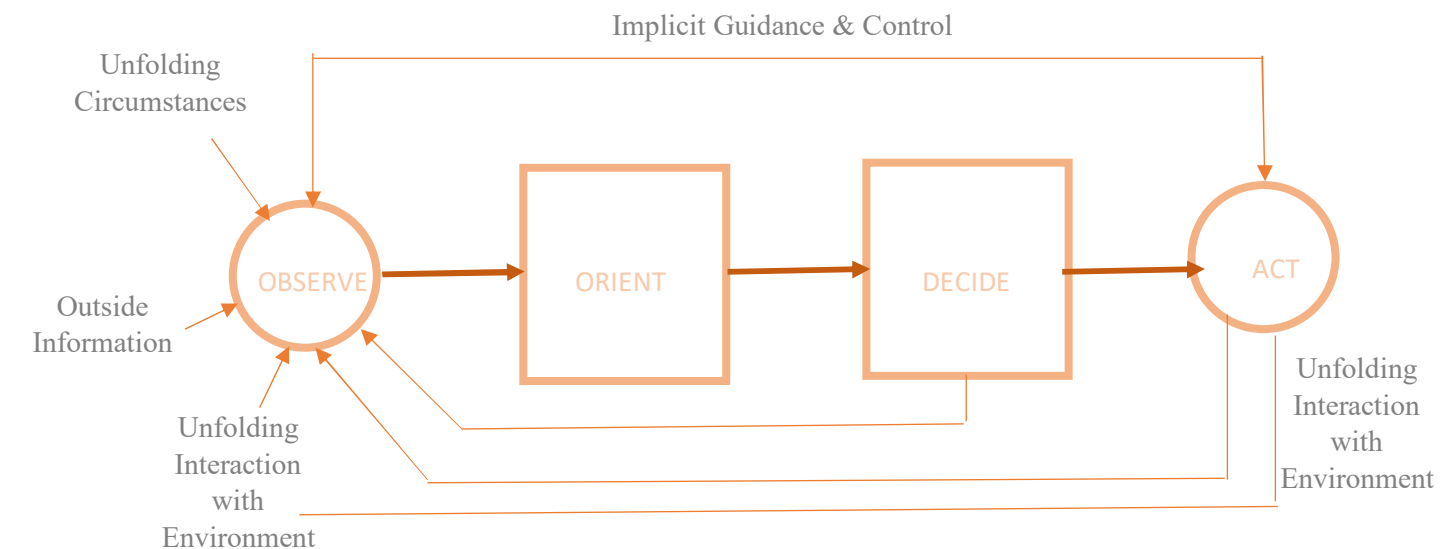 Implicit Guidance & Control
Unfolding
Circumstances
OBSERVE
ORIENT
DECIDE
ACT
Outside
Information
Unfolding
Interaction
with
Environment
Unfolding
Interaction
with
Environment